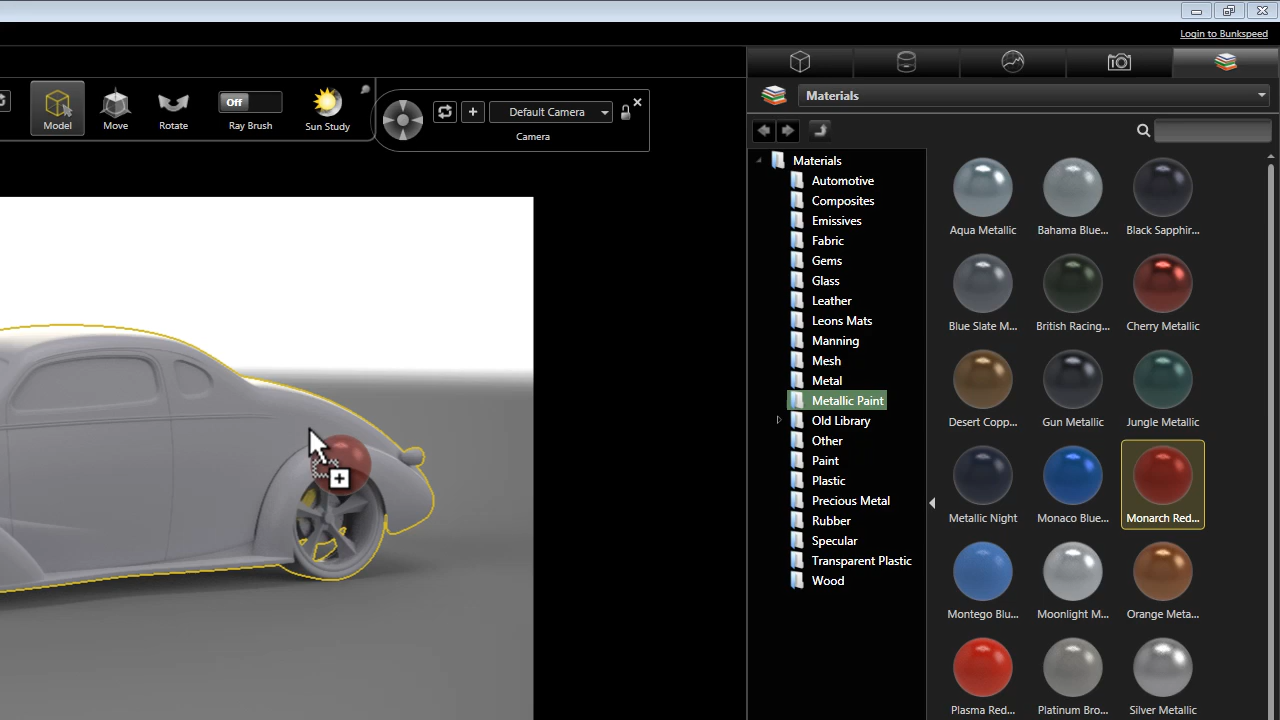 Login to Bunkspeed
Model
Move
Rotate
Off
Ray Brush
Sun Study
Default Camera
Camera
Materials
Materials
Automotive
Composites
Emissives
Fabric
Gems
Glass
Leather
Leons Mats
Manning
Mesh
Metal
Metallic Paint
Old Library
Other
Paint
Plastic
Precious Metal
Rubber
Specular
Transparent Plastic
Wood
Aqua Metallic
Bahama Blue...
Black Sapphir...
Blue Slate M...
British Racing...
Cherry Metallic
Desert Copp...
Gun Metallic
Jungle Metallic
Metallic Night
Monaco Blue...
Monarch Red...
Montego Blu...
Moonlight M...
Orange Meta...
Plasma Red...
Platinum Bro...
Silver Metallic